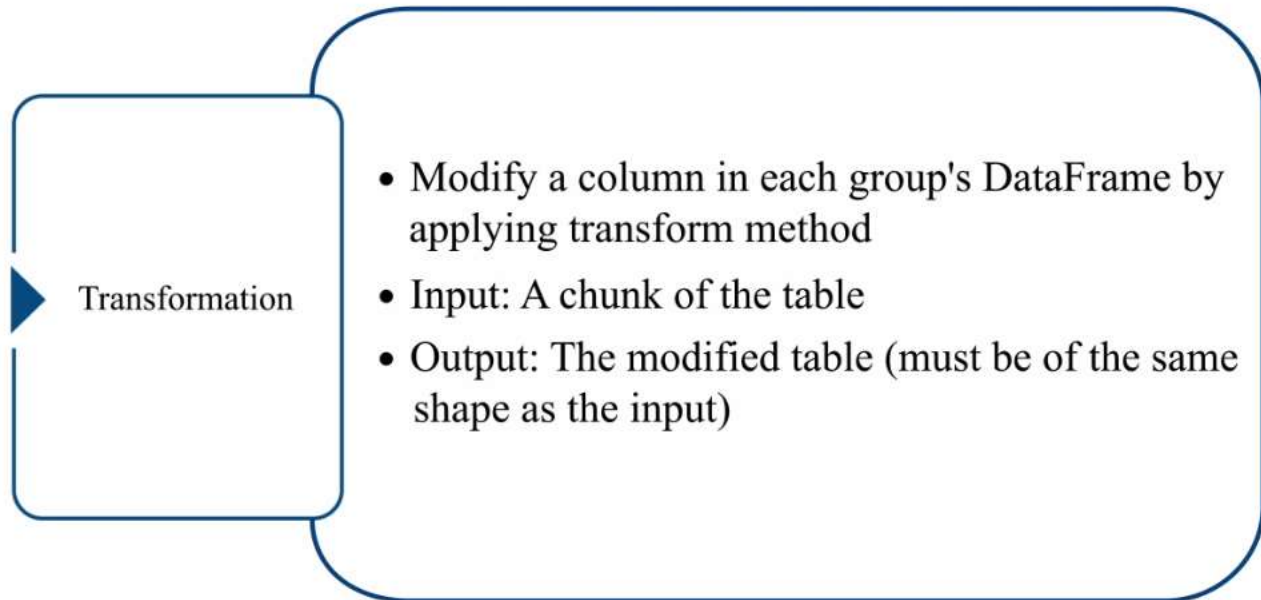 Transformation
• Modify a column in each group's DataFrame by
applying transform method
• Input: A chunk of the table
• Output: The modified table (must be of the same
shape as the input)